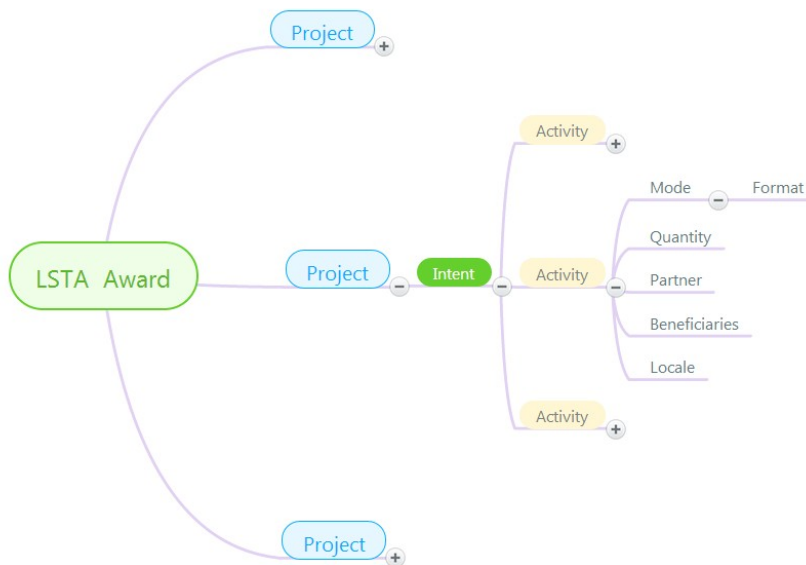 Project
Activity
Mode
Format
Quantity
LSTA Award
Project
Intent
Activity
Partner
Beneficiaries
Locale
Activity
Project